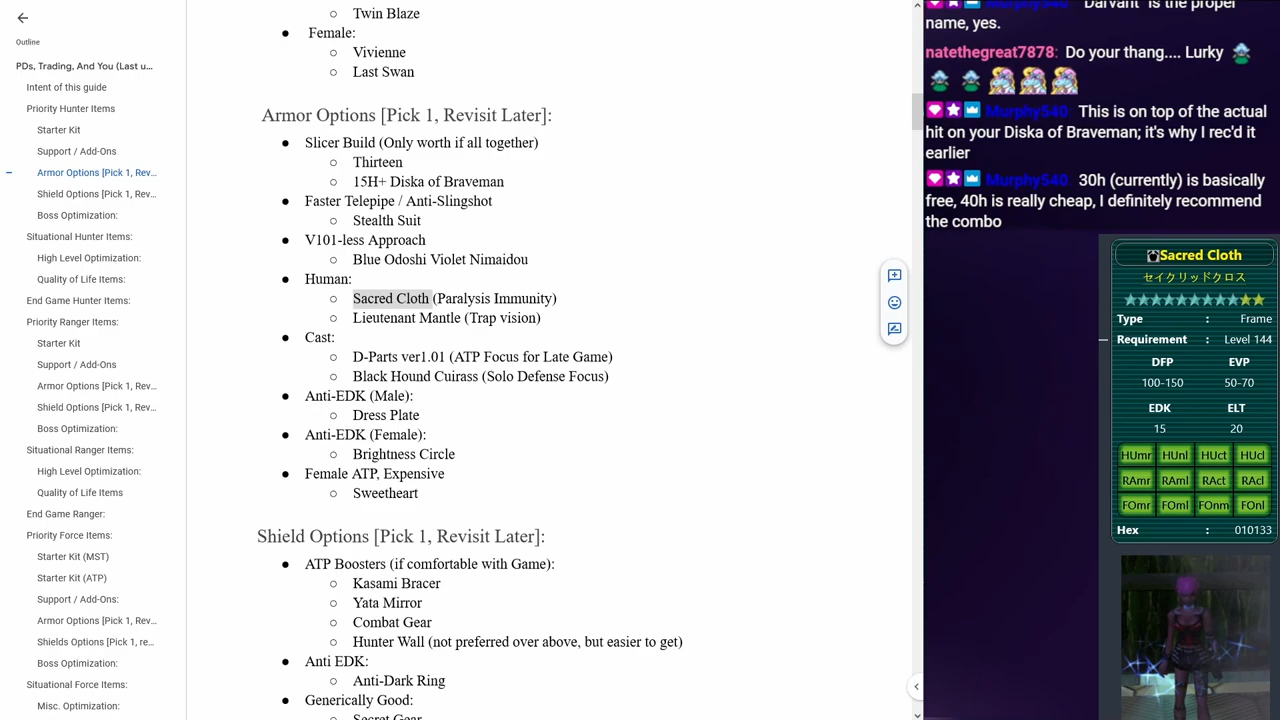 Outline
PDs, Trading, And You (Last u...
Intent of this guide
Priority Hunter Items
Starter Kit
Support / Add-Ons
Armor Options [Pick 1, Rev...
Shield Options [Pick 1, Rev...
Boss Optimization:
Situational Hunter Items:
High Level Optimization:
Quality of Life Items:
End Game Hunter Items:
Priority Ranger Items:
Starter Kit
Support / Add-Ons:
Armor Options [Pick 1, Rev...
Shield Options [Pick 1, Rev...
Boss Optimization:
Situational Ranger Items:
High Level Optimization:
Quality of Life Items
End Game Ranger:
Priority Force Items:
Starter Kit (MST)
Starter Kit (ATP)
Support / Add-Ons:
Armor Options [Pick 1, Rev...
Shields Options [Pick 1, re...
Boss Optimization:
Situational Force Items:
Misc. Optimization:
○ Twin Blaze
● Female:
○ Vivienne
○ Last Swan
Armor Options [Pick 1, Revisit Later]:
● Slicer Build (Only worth if all together)
○ Thirteen
○ 15H+ Diska of Braveman
● Faster Telepipe / Anti-Slingshot
○ Stealth Suit
● V101-less Approach
○ Blue Odoshi Violet Nimaidou
● Human:
○ Sacred Cloth (Paralysis Immunity)
○ Lieutenant Mantle (Trap vision)
● Cast:
○ D-Parts ver1.01 (ATP Focus for Late Game)
○ Black Hound Cuirass (Solo Defense Focus)
● Anti-EDK (Male):
○ Dress Plate
● Anti-EDK (Female):
○ Brightness Circle
● Female ATP, Expensive
○ Sweetheart
Shield Options [Pick 1, Revisit Later]:
● ATP Boosters (if comfortable with Game):
○ Kasami Bracer
○ Yata Mirror
○ Combat Gear
○ Hunter Wall (not preferred over above, but easier to get)
● Anti EDK:
○ Anti-Dark Ring
● Generically Good:
○ Secret Gear
Murphy540: "Darvant" is the proper
name, yes.
natethegreat7878: Do your thang.... Lurky
Murphy540: This is on top of the actual
hit on your Diska of Braveman; it's why I rec'd it
earlier
Murphy540: 30h (currently) is basically
free, 40h is really cheap, I definitely recommend
the combo
Sacred Cloth
セイクリッドクロス
Type : Frame
Requirement : Level 144
DFP EVP
100-150 50-70
EDK ELT
15 20
HUmr HUnl HUct HUcl
RAmr RAml RAct RAcl
FOmr FOml FOnm FOnl
Hex : 010133